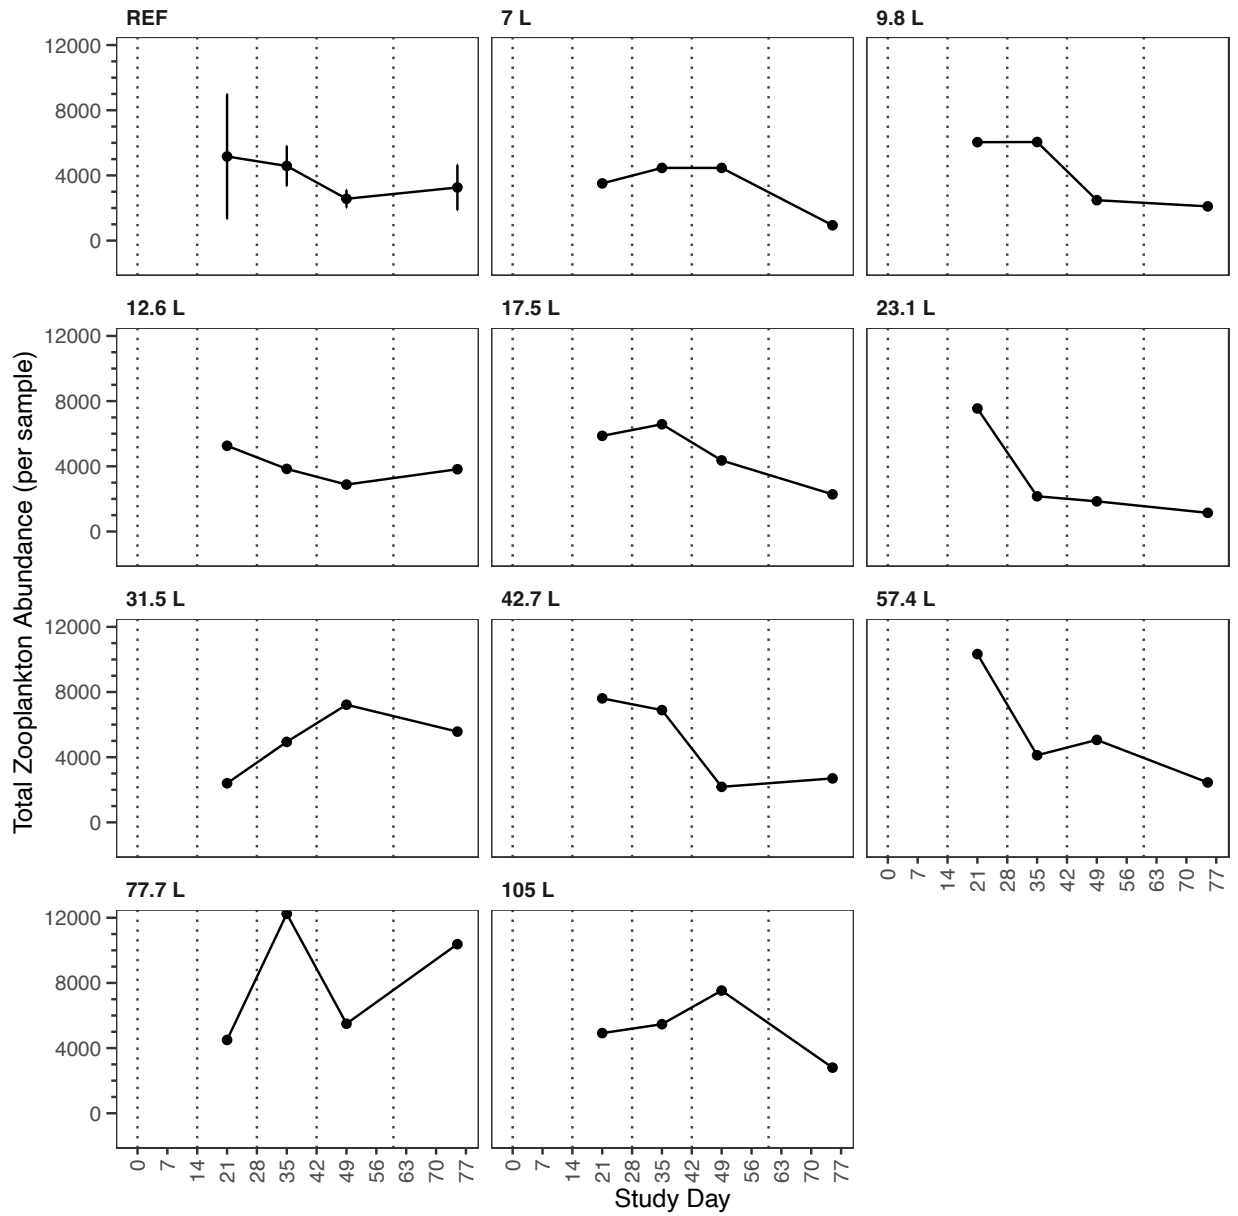 REF 7 L 9.8 L
12000
8000
4000
0
12.6 L 17.5 L 23.1 L
12000
8000
4000
0
31.5 L 42.7 L 57.4 L
12000
8000
4000
0
0 7 14 21 28 35 42 49 56 63 70 77
77.7 L 105 L
12000
8000
4000
0
0 7 14 21 28 35 42 49 56 63 70 77 0 7 14 21 28 35 42 49 56 63 70 77
Study Day
Total Zooplankton Abundance (per sample)